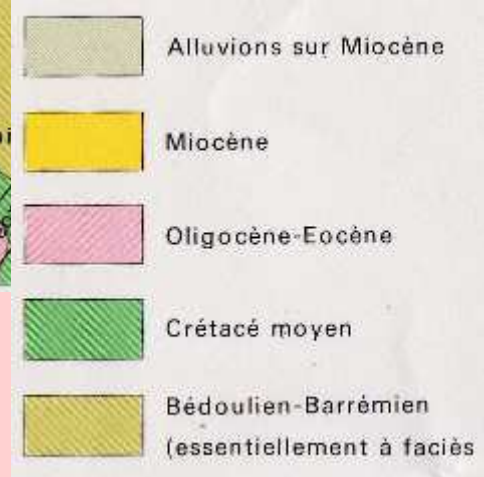 Alluvions sur Miocène
Miocène
Oligocène-Eocène
Crétacé moyen
Bédoulien-Barrémien
(essentiellement à faciès